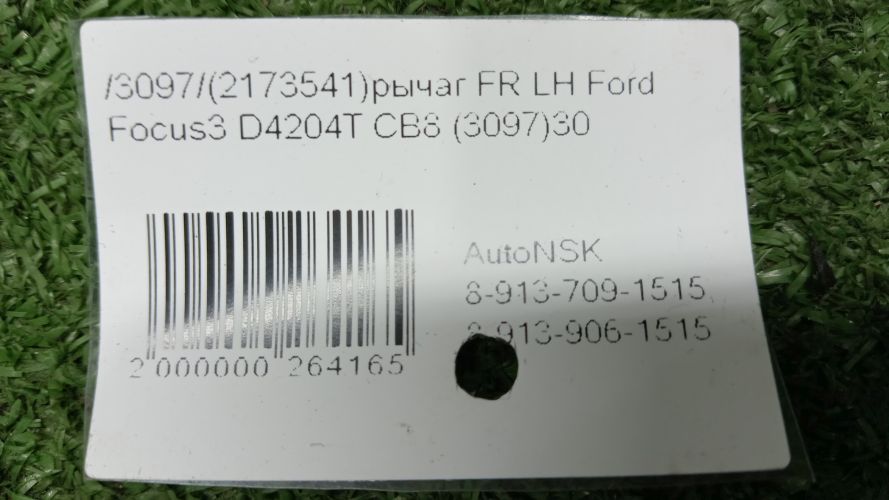 /3097/(2173541)рычаг FR LH Ford
Focus3 D4204T CB8 (3097)30
AutoNSK
8-913-709-1515
8-913-906-1515
2 000000 264165